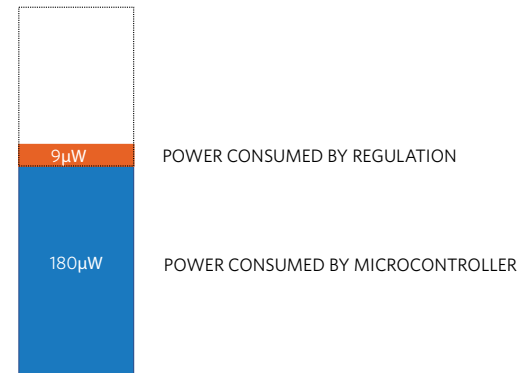 9μW
POWER CONSUMED BY REGULATION
180μW
POWER CONSUMED BY MICROCONTROLLER